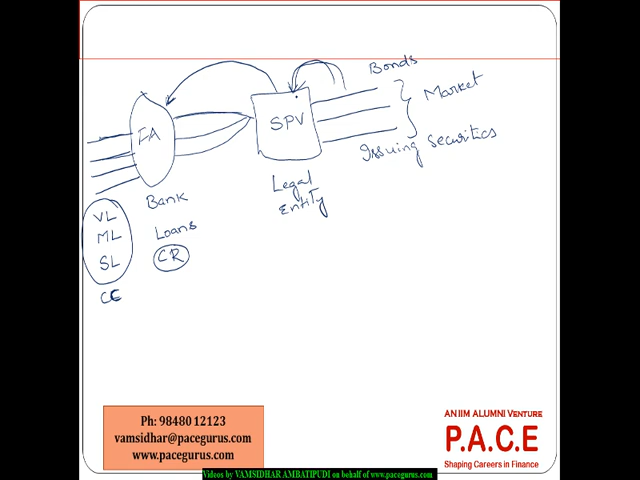 Bonds
Market
FA
SPV
Issuing Securities
Legal
Entity
Bank
VL
ML
SL
Loans
CR
CC
Ph: 98480 12123
vamsidhar@pacegurus.com
www.pacegurus.com
AN IIM ALUMNI VENTURE
P.A.C.E
Shaping Careers in Finance
Videos by VAMSIDHAR AMBATIPUDI on behalf of www.pacegurus.com